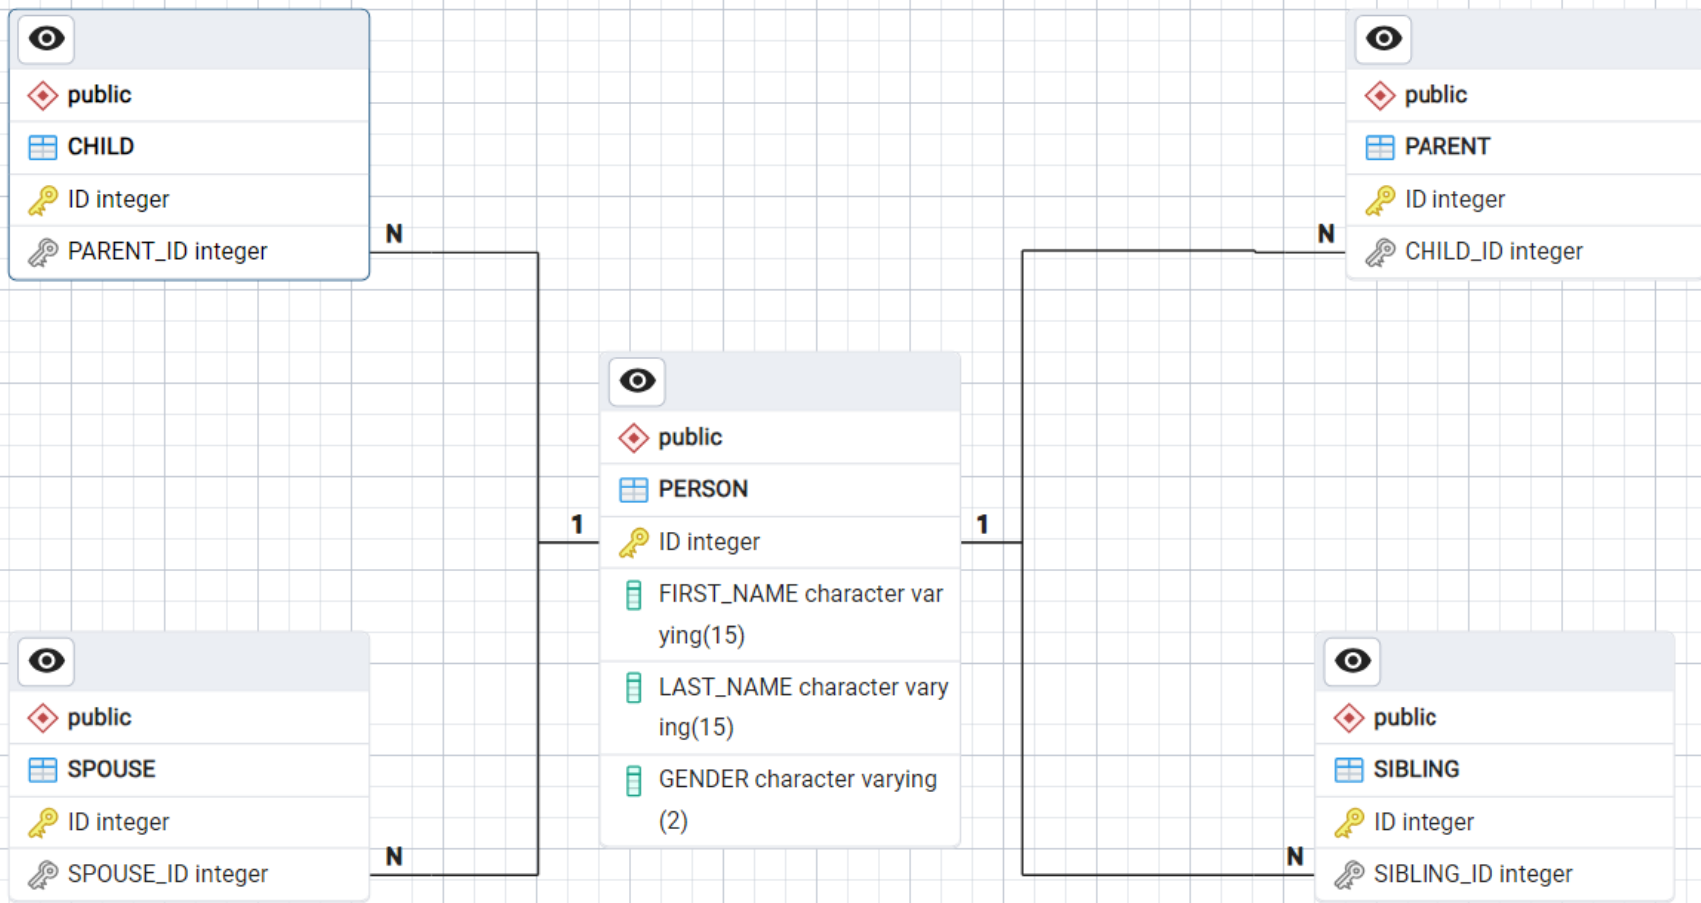 public
CHILD
ID integer
PARENT_ID integer
N
public
PARENT
ID integer
CHILD_ID integer
N
public
PERSON
ID integer
FIRST_NAME character var
ying(15)
LAST_NAME character vary
ing(15)
GENDER character varying
(2)
1
1
public
SPOUSE
ID integer
SPOUSE_ID integer
N
public
SIBLING
ID integer
SIBLING_ID integer
N